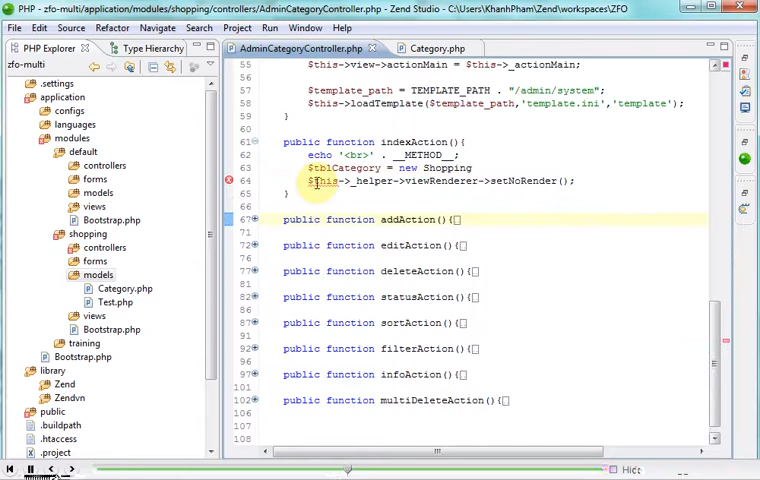 PHP - zfo-multi/application/modules/shopping/controllers/AdminCategoryController.php - Zend Studio - C:\Users\KhanhPham\Zend\workspaces\ZFO
File Edit Source Refactor Navigate Search Project Run Window Help
PHP Explorer Type Hierarchy
AdminCategoryController.php Category.php
zfo-multi
.settings
application
configs
languages
modules
default
controllers
forms
models
views
Bootstrap.php
shopping
controllers
forms
models
Category.php
Test.php
views
Bootstrap.php
training
Bootstrap.php
library
Zend
Zendvn
public
.buildpath
.htaccess
.project
55 $this->view->actionMain = $this->_actionMain;
56
57 $template_path = TEMPLATE_PATH . "/admin/system";
58 $this->loadTemplate($template_path,'template.ini','template');
59 }
60
61 public function indexAction(){
62 echo '<br>' . __METHOD__;
63 $tblCategory = new Shopping
64 $this->_helper->viewRenderer->setNoRender();
65 }
66
67 public function addAction(){
71
72 public function editAction(){
76
77 public function deleteAction(){
81
82 public function statusAction(){
86
87 public function sortAction(){
91
92 public function filterAction(){
96
97 public function infoAction(){
101
102 public function multiDeleteAction(){
106
107
108